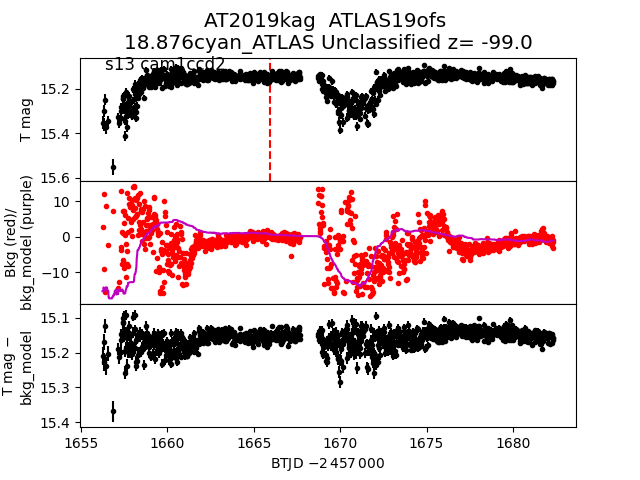 AT2019kag  ATLAS19ofs
18.876cyan_ATLAS Unclassified z= -99.0
s13 cam1ccd2
T mag
15.2
15.4
15.6
Bkg (red)/
bkg_model (purple)
10
0
−10
T mag −
bkg_model
15.1
15.2
15.3
15.4
1655
1660
1665
1670
1675
1680
BTJD −2 457 000